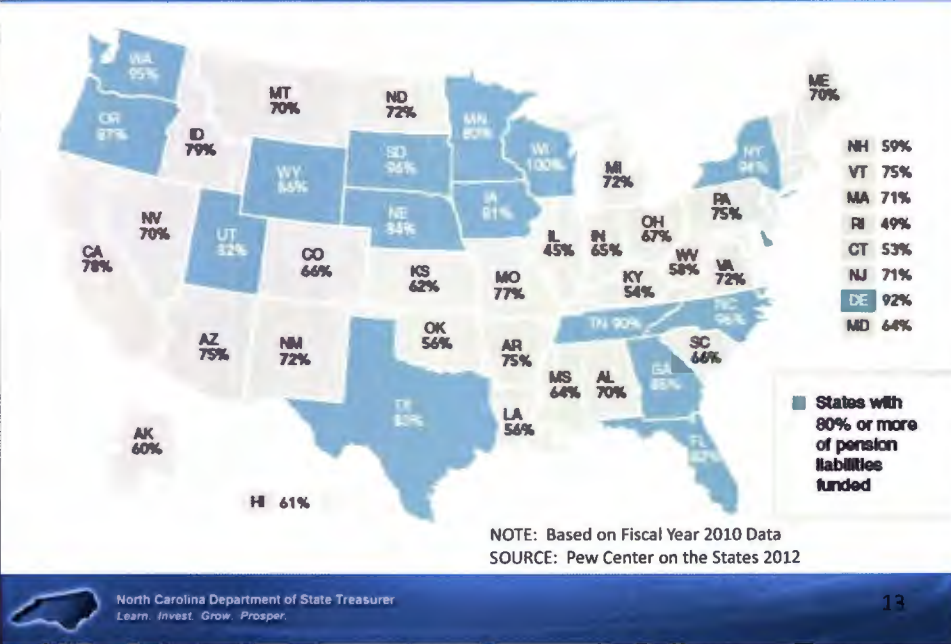 WA
95%
OR
87%
MT
70%
ND
72%
ID
79%
WY
86%
SD
96%
MN
80%
WI
100%
MI
72%
NY
94%
ME
70%
NH 59%
VT 75%
MA 71%
RI 49%
CT 53%
NJ 71%
DE 92%
MD 64%
NV
70%
CA
78%
UT
82%
CO
66%
NE
84%
IA
81%
KS
62%
MO
77%
IL
45%
IN
65%
OH
67%
PA
75%
WV
58%
VA
72%
KY
54%
TN 90%
NC
96%
SC
66%
AZ
75%
NM
72%
OK
56%
AR
75%
MS
64%
AL
70%
GA
85%
LA
56%
FL
82%
AK
60%
HI 61%
States with
80% or more
of pension
liabilities
funded
NOTE: Based on Fiscal Year 2010 Data
SOURCE: Pew Center on the States 2012
North Carolina Department of State Treasurer
Learn. Invest. Grow. Prosper.
13